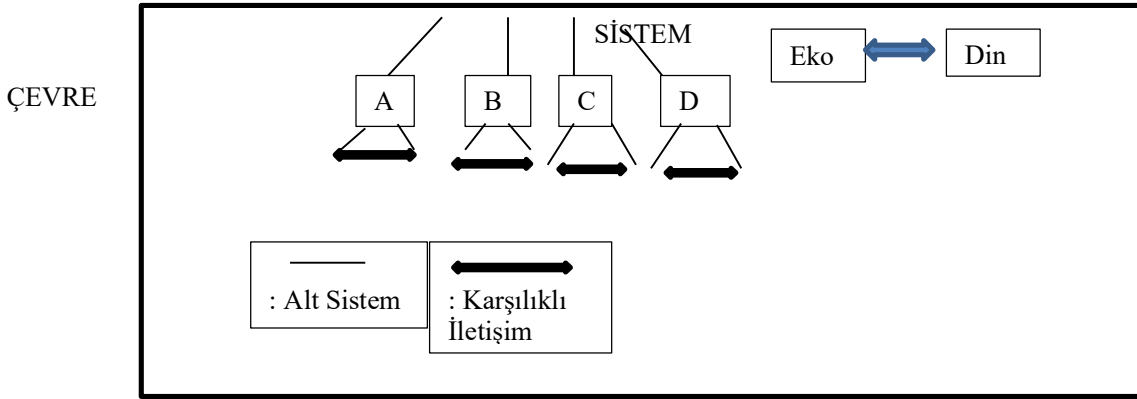 SİSTEM
Eko
Din
ÇEVRE
A
B
C
D
: Alt Sistem
: Karşılıklı
İletişim